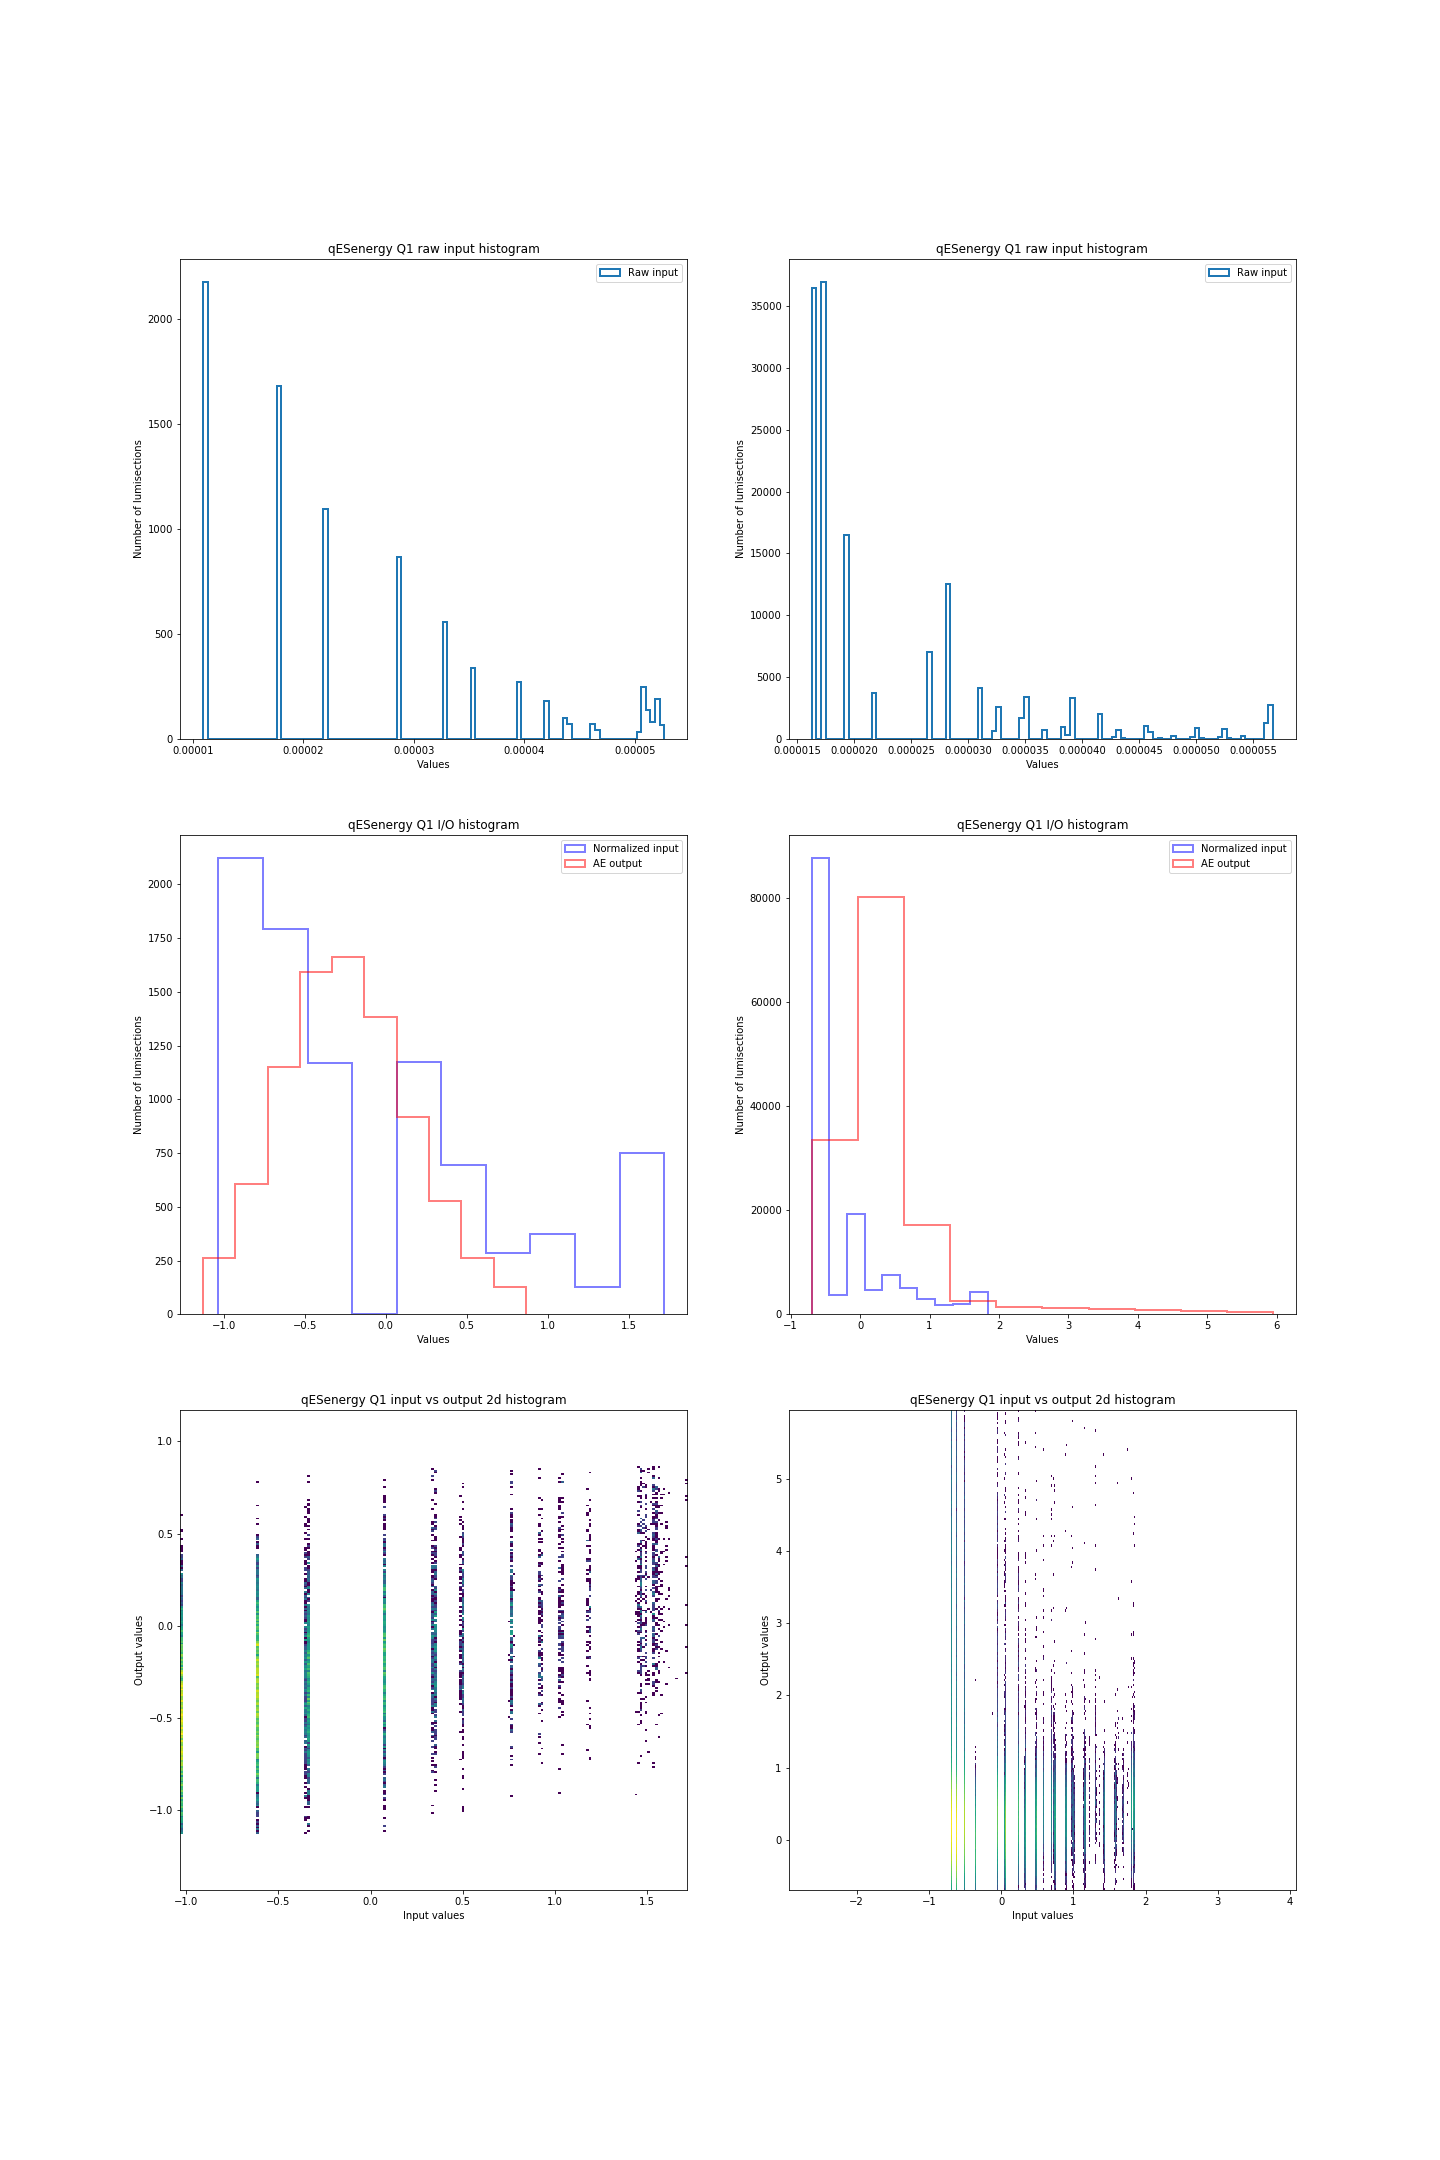 qESenergy Q1 raw input histogram
Raw input
Number of lumisections
2000
1500
1000
500
0
0.00001 0.00002 0.00003 0.00004 0.00005
Values
qESenergy Q1 raw input histogram
Raw input
Number of lumisections
35000
30000
25000
20000
15000
10000
5000
0
0.000015 0.000020 0.000025 0.000030 0.000035 0.000040 0.000045 0.000050 0.000055
Values
qESenergy Q1 I/O histogram
Normalized input
AE output
Number of lumisections
2000
1750
1500
1250
1000
750
500
250
0
−1.0 −0.5 0.0 0.5 1.0 1.5
Values
qESenergy Q1 I/O histogram
Normalized input
AE output
Number of lumisections
80000
60000
40000
20000
0
−1 0 1 2 3 4 5 6
Values
qESenergy Q1 input vs output 2d histogram
Output values
1.0
0.5
0.0
−0.5
−1.0
−1.0 −0.5 0.0 0.5 1.0 1.5
Input values
qESenergy Q1 input vs output 2d histogram
Output values
5
4
3
2
1
0
−2 −1 0 1 2 3 4
Input values